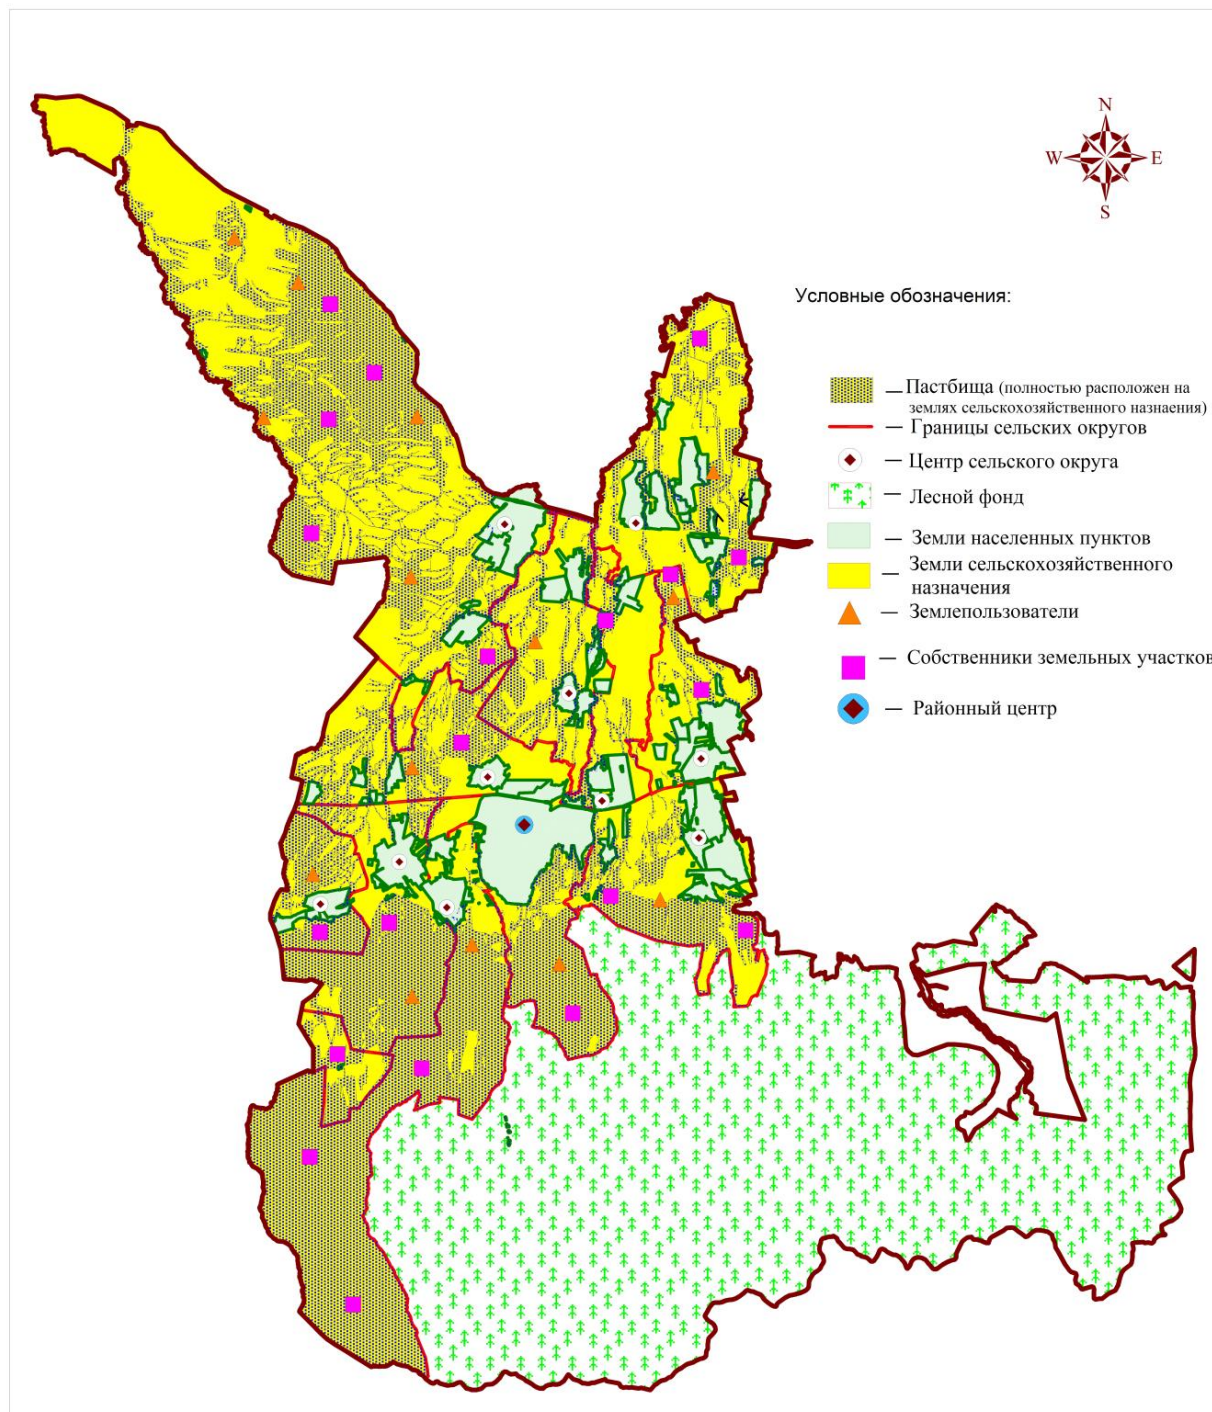 N
W E
S
Условные обозначения:
— Пастбища (полностью расположен на
землях сельскохозяйственного назнаения)
— Границы сельских округов
— Центр сельского округа
— Лесной фонд
— Земли населенных пунктов
— Земли сельскохозяйственного
назначения
— Землепользователи
— Собственники земельных участков
— Районный центр